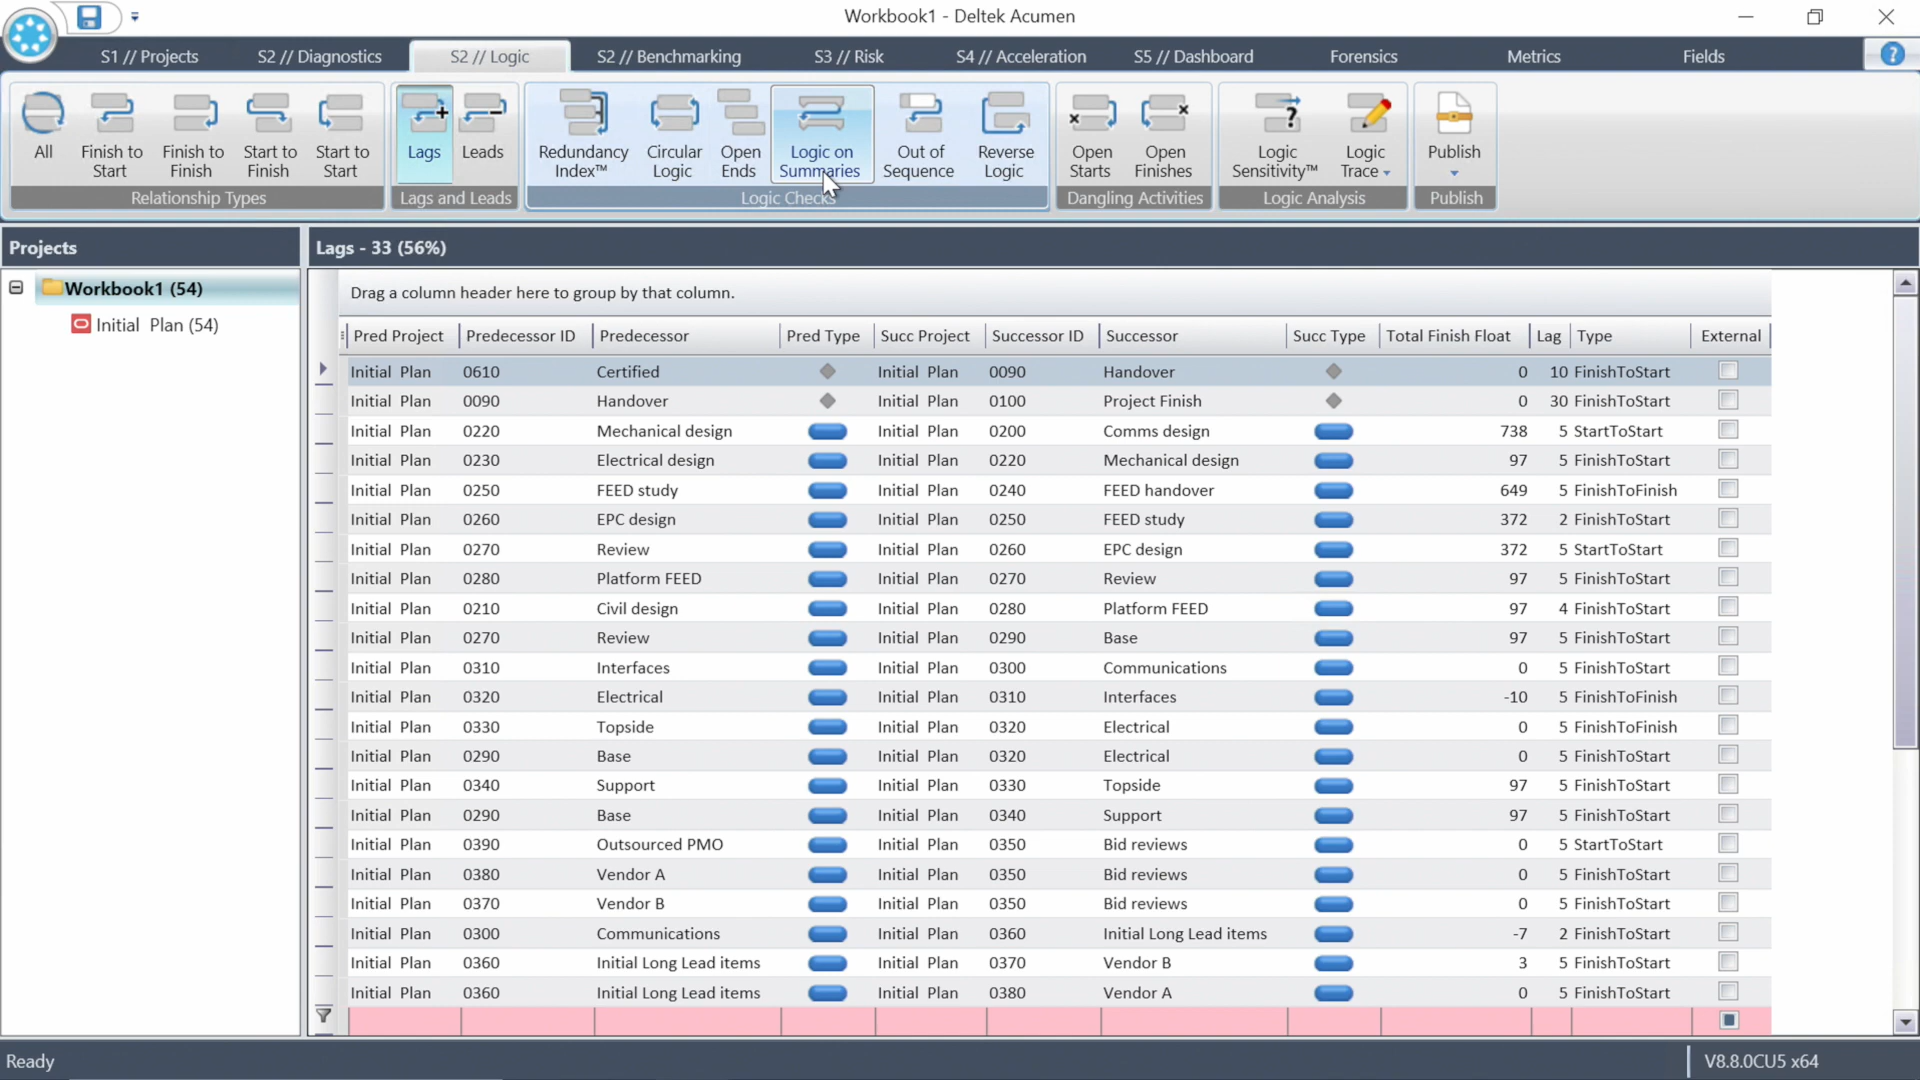 Workbook1 - Deltek Acumen
S1 // Projects S2 // Diagnostics S2 // Logic S2 // Benchmarking S3 // Risk S4 // Acceleration S5 // Dashboard Forensics Metrics Fields
All Finish to Start Finish to Finish Start to Finish Start to Start Lags Leads Redundancy Index™ Circular Logic Open Ends Logic on Summaries Out of Sequence Reverse Logic Open Starts Open Finishes Logic Sensitivity™ Logic Trace Publish
Relationship Types Lags and Leads Logic Checks Dangling Activities Logic Analysis Publish
Projects Lags - 33 (56%)
Workbook1 (54)
Initial Plan (54)
Drag a column header here to group by that column.
Pred Project Predecessor ID Predecessor Pred Type Succ Project Successor ID Successor Succ Type Total Finish Float Lag Type External
Initial Plan 0610 Certified Initial Plan 0090 Handover 0 10 FinishToStart
Initial Plan 0090 Handover Initial Plan 0100 Project Finish 0 30 FinishToStart
Initial Plan 0220 Mechanical design Initial Plan 0200 Comms design 738 5 StartToStart
Initial Plan 0230 Electrical design Initial Plan 0220 Mechanical design 97 5 FinishToStart
Initial Plan 0250 FEED study Initial Plan 0240 FEED handover 649 5 FinishToFinish
Initial Plan 0260 EPC design Initial Plan 0250 FEED study 372 2 FinishToStart
Initial Plan 0270 Review Initial Plan 0260 EPC design 372 5 StartToStart
Initial Plan 0280 Platform FEED Initial Plan 0270 Review 97 5 FinishToStart
Initial Plan 0210 Civil design Initial Plan 0280 Platform FEED 97 4 FinishToStart
Initial Plan 0270 Review Initial Plan 0290 Base 97 5 FinishToStart
Initial Plan 0310 Interfaces Initial Plan 0300 Communications 0 5 FinishToStart
Initial Plan 0320 Electrical Initial Plan 0310 Interfaces -10 5 FinishToFinish
Initial Plan 0330 Topside Initial Plan 0320 Electrical 0 5 FinishToFinish
Initial Plan 0290 Base Initial Plan 0320 Electrical 0 5 FinishToStart
Initial Plan 0340 Support Initial Plan 0330 Topside 97 5 FinishToStart
Initial Plan 0290 Base Initial Plan 0340 Support 97 5 FinishToStart
Initial Plan 0390 Outsourced PMO Initial Plan 0350 Bid reviews 0 5 StartToStart
Initial Plan 0380 Vendor A Initial Plan 0350 Bid reviews 0 5 FinishToStart
Initial Plan 0370 Vendor B Initial Plan 0350 Bid reviews 0 5 FinishToStart
Initial Plan 0300 Communications Initial Plan 0360 Initial Long Lead items -7 2 FinishToStart
Initial Plan 0360 Initial Long Lead items Initial Plan 0370 Vendor B 3 5 FinishToStart
Initial Plan 0360 Initial Long Lead items Initial Plan 0380 Vendor A 0 5 FinishToStart
Ready V8.8.0CU5 x64